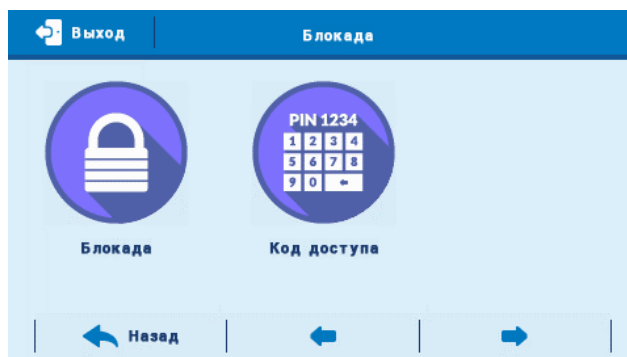 Выход
Блокада
PIN 1234
1 2 3 4
5 6 7 8
9 0
Блокада
Код доступа
Назад